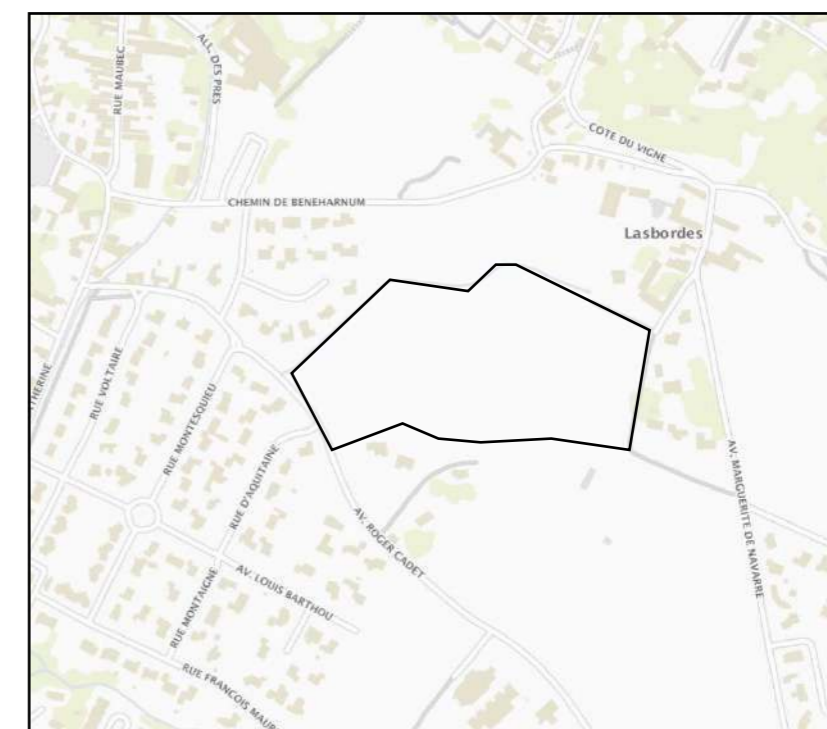 RUE MAUBEC
ALL. DES PRES
COTE DU VIGNE
CHEMIN DE BENEHARNUM
Lasbordes
THERINE
RUE VOLTAIRE
RUE MONTESQUIEU
RUE D'AQUITAINE
AV. ROGER CADET
AV. MARGUERITE DE NAVARRE
AV. LOUIS BARTHOU
RUE MONTAIGNE
RUE FRANÇOIS MAUR